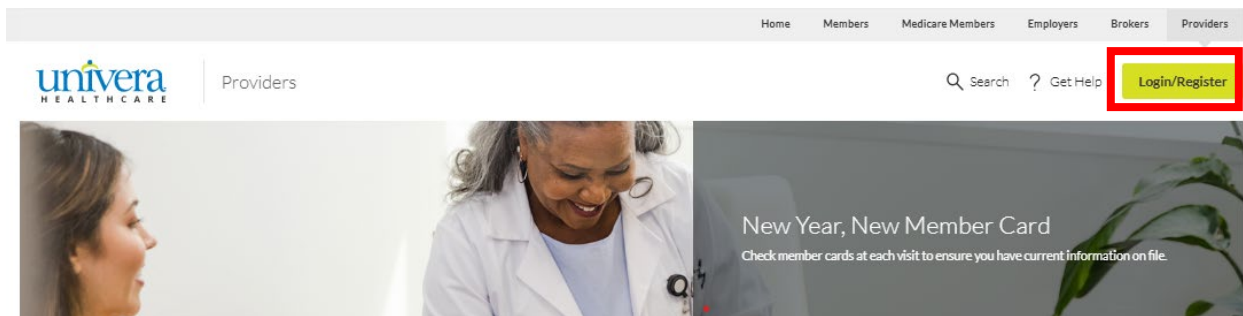 Home Members Medicare Members Employers Brokers Providers
univera
HEALTHCARE
Providers
Search ? Get Help Login/Register
New Year, New Member Card
Check member cards at each visit to ensure you have current information on file.